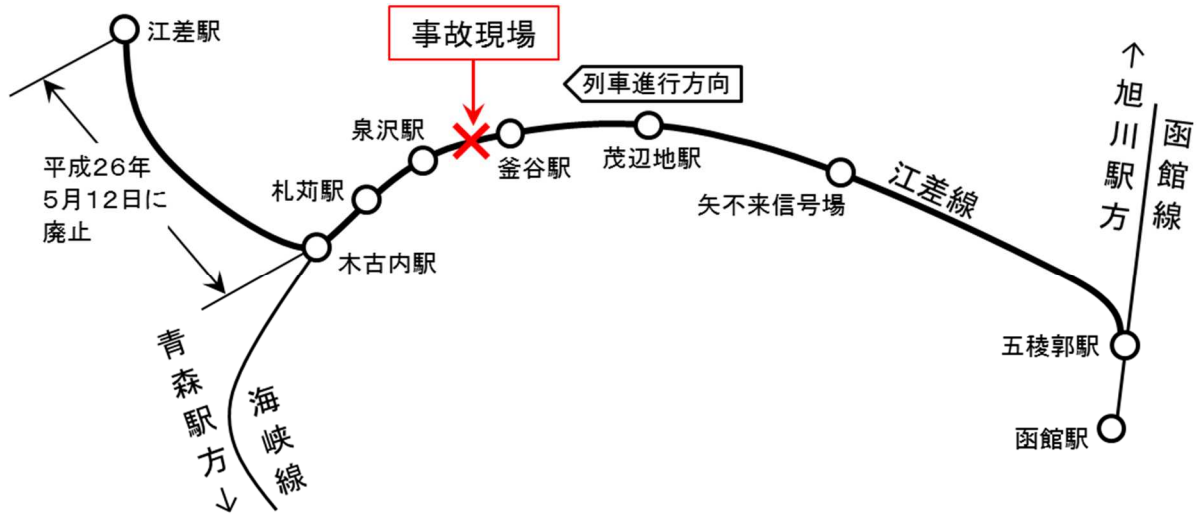 江差駅
事故現場
列車進行方向
泉沢駅
釜谷駅
茂辺地駅
矢不来信号場
江差線
←旭川駅方
函館線
平成26年
5月12日に
廃止
札苅駅
木古内駅
五稜郭駅
函館駅
青森駅方→
海峡線